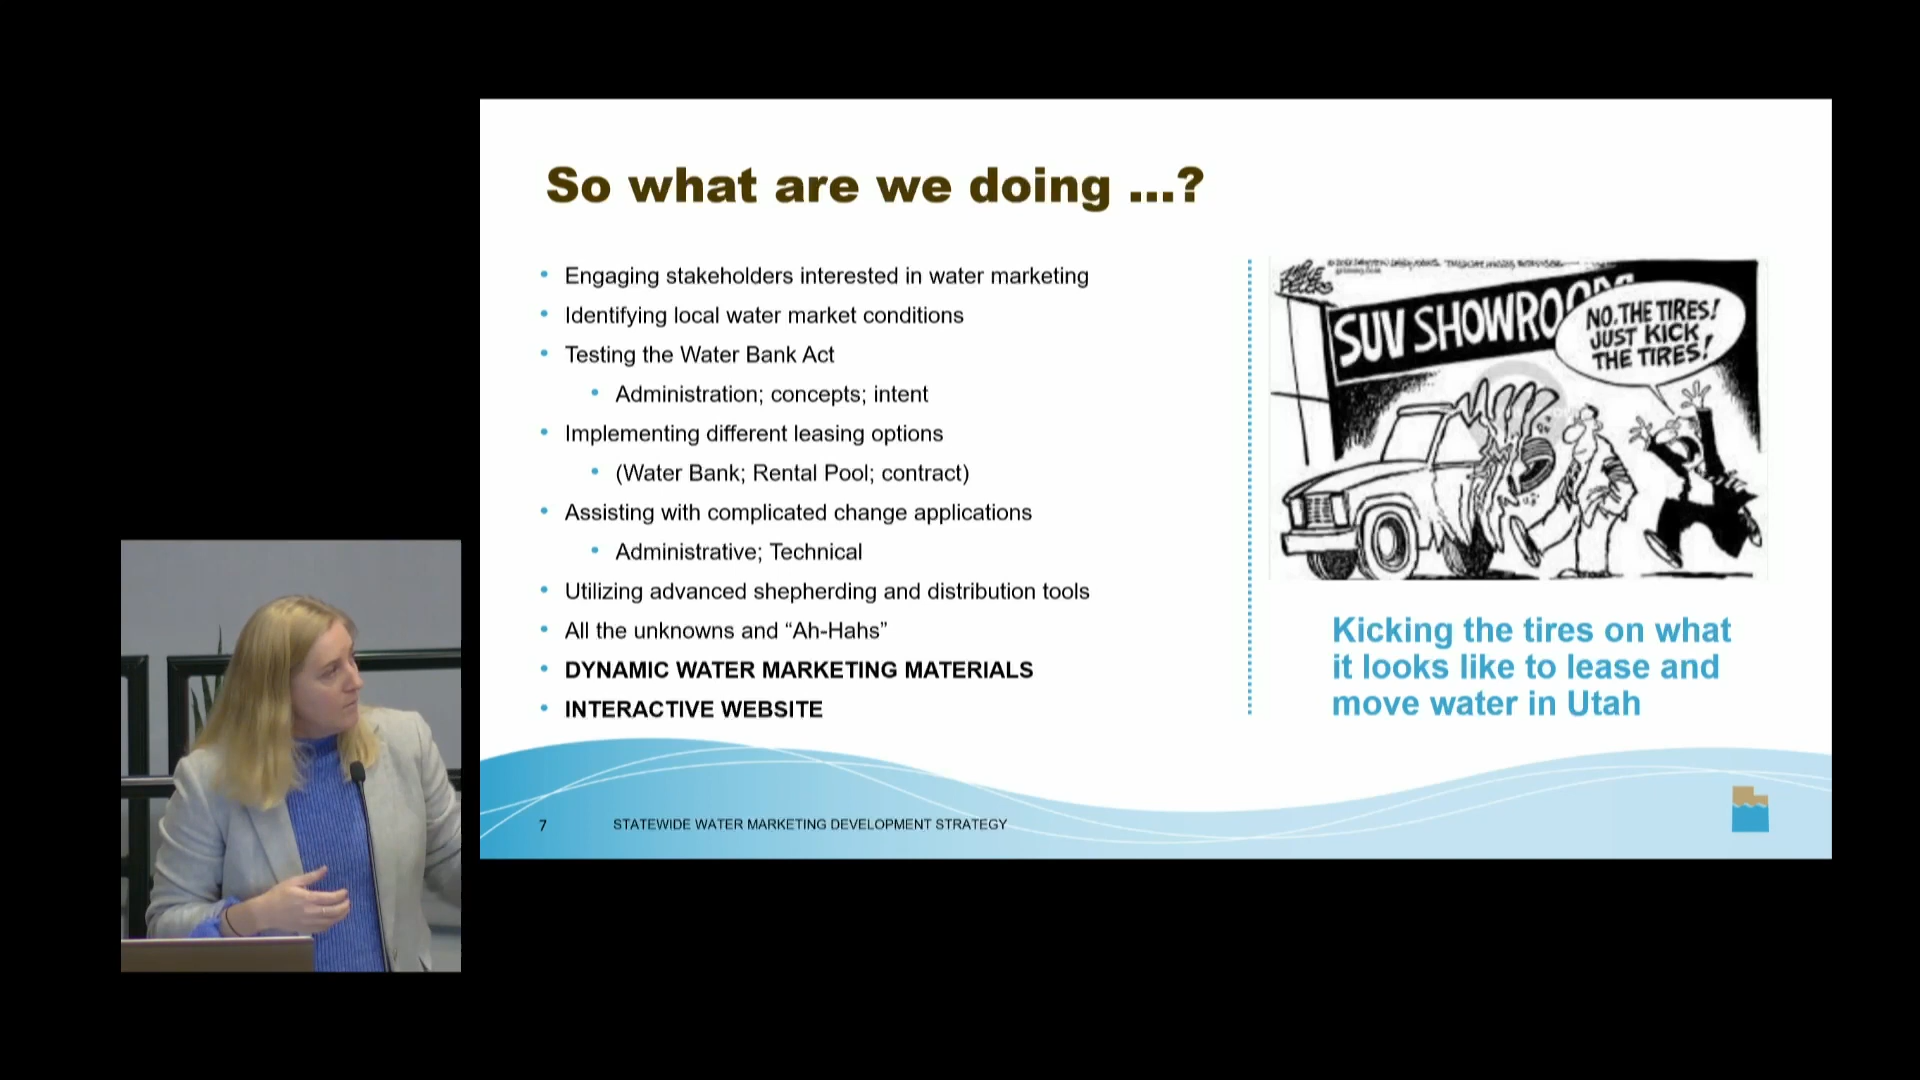 So what are we doing ...?
• Engaging stakeholders interested in water marketing
• Identifying local water market conditions
• Testing the Water Bank Act
• Administration; concepts; intent
• Implementing different leasing options
• (Water Bank; Rental Pool; contract)
• Assisting with complicated change applications
• Administrative; Technical
• Utilizing advanced shepherding and distribution tools
• All the unknowns and “Ah-Hahs”
• DYNAMIC WATER MARKETING MATERIALS
• INTERACTIVE WEBSITE
MIKE
PETERS
SUV SHOWROOM
NO. THE TIRES!
JUST KICK
THE TIRES!
Kicking the tires on what
it looks like to lease and
move water in Utah
7
STATEWIDE WATER MARKETING DEVELOPMENT STRATEGY